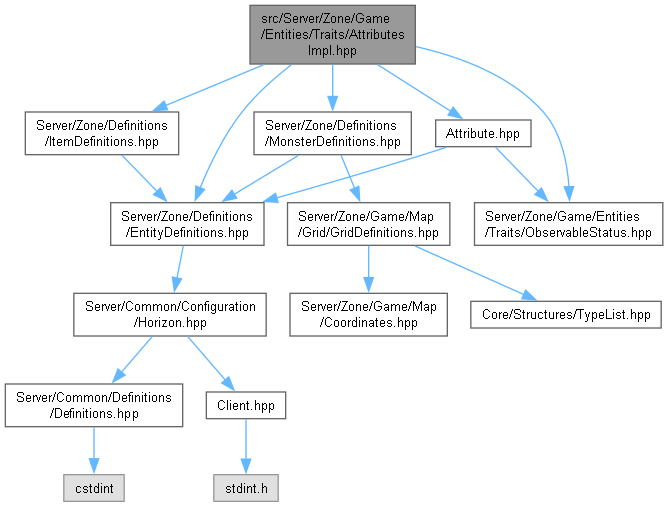 src/Server/Zone/Game
/Entities/Traits/Attributes
Impl.hpp
Server/Zone/Definitions
/ItemDefinitions.hpp
Server/Zone/Definitions
/MonsterDefinitions.hpp
Attribute.hpp
Server/Zone/Definitions
/EntityDefinitions.hpp
Server/Zone/Game/Map
/Grid/GridDefinitions.hpp
Server/Zone/Game/Entities
/Traits/ObservableStatus.hpp
Server/Common/Configuration
/Horizon.hpp
Server/Zone/Game/Map
/Coordinates.hpp
Core/Structures/TypeList.hpp
Server/Common/Definitions
/Definitions.hpp
Client.hpp
cstdint
stdint.h